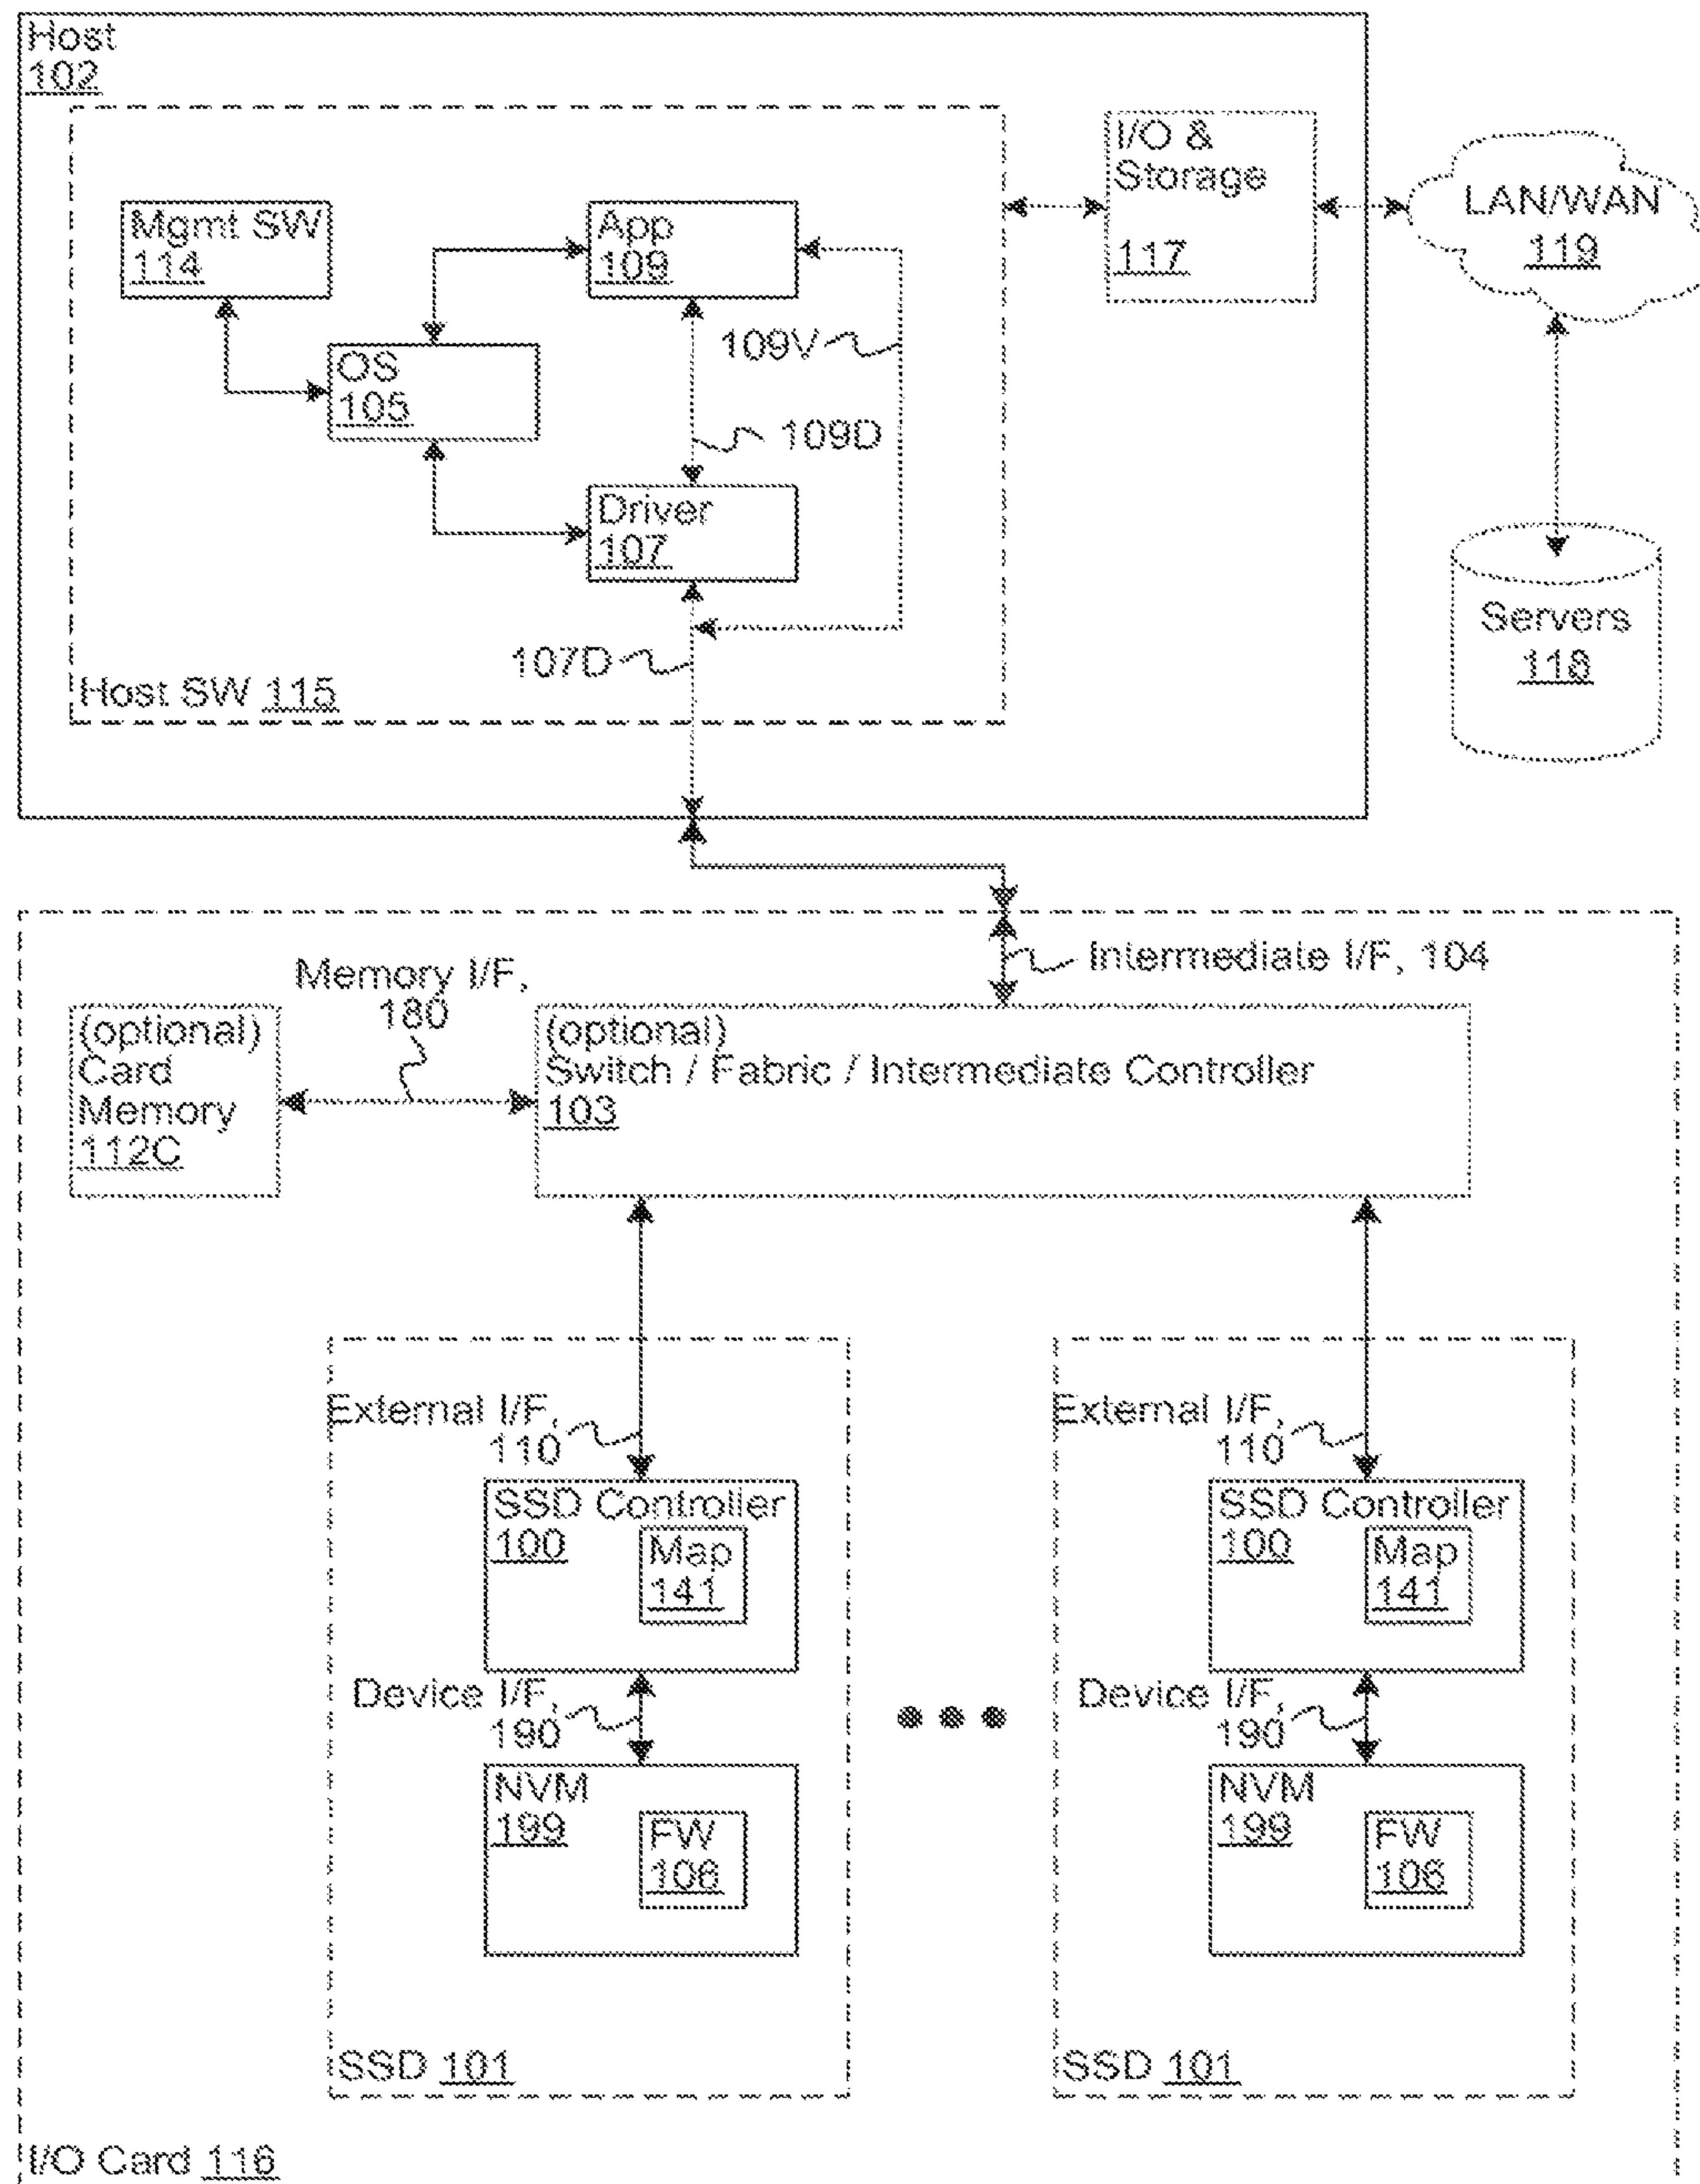 Host
102
I/O &
Storage
117
LAN/WAN
119
Mgmt SW
114
App
109
109V
OS
105
109D
Driver
107
Servers
118
107D
Host SW 115
Intermediate I/F, 104
Memory I/F,
180
(optional)
Card
Memory
112C
(optional)
Switch / Fabric / Intermediate Controller
103
External I/F,
110
SSD Controller
100
Map
141
Device I/F,
190
NVM
199
FW
106
SSD 101
External I/F,
110
SSD Controller
100
Map
141
Device I/F,
190
NVM
199
FW
106
SSD 101
I/O Card 116